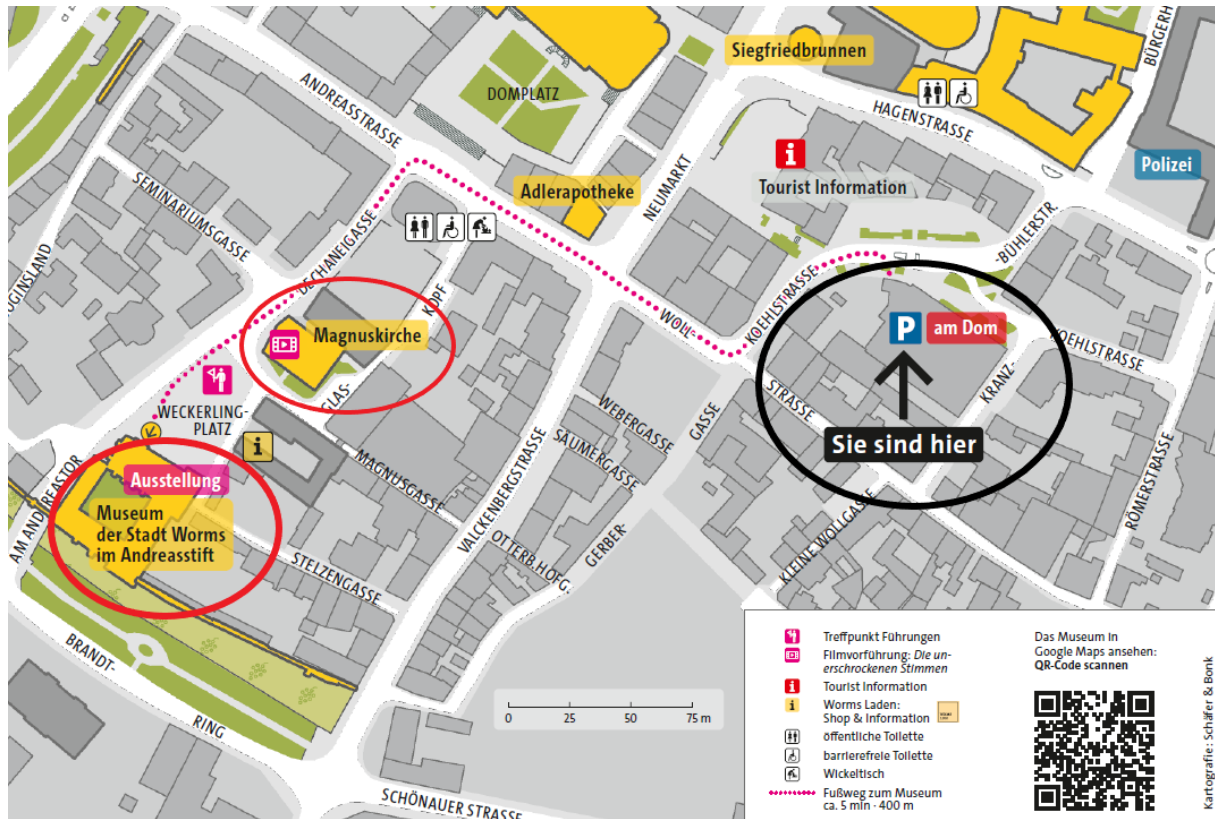 Siegfriedbrunnen
BÜRGERH
DOMPLATZ
ANDREASSTRASSE
HAGENSTRASSE
Polizei
i
Tourist Information
Adlerapotheke
NEUMARKT
SEMINARIUMSGASSE
DECHANEIGASSE
BÜHLERSTR.
KOEHLSTRASSE
LUGINSLAND
KOPF
Magnuskirche
WOLL-
P
am Dom
KOEHLSTRASSE
KRANZ-
GLAS-
STRASSE
WECKERLING-
PLATZ
WEBERGASSE
GASSE
Sie sind hier
i
SÄUMERGASSE
MAGNUSGASSE
Ausstellung
Museum
der Stadt Worms
im Andreasstift
AM ANDREASTOR
VALCKENBERGSTRASSE
RÖMERSTRASSE
OTTERB.HOFG.
GERBER-
KLEINE WOLLGASSE
STELZENGASSE
BRANDT-
RING
SCHÖNAUER STRASSE
0 25 50 75 m
Treffpunkt Führungen
Filmvorführung: Die un-
erschrockenen Stimmen
i Tourist Information
i Worms Laden:
Shop & Information
öffentliche Toilette
barrierefreie Toilette
Wickeltisch
Fußweg zum Museum
ca. 5 min · 400 m
Das Museum in
Google Maps ansehen:
QR-Code scannen
Kartografie: Schäfer & Bonk